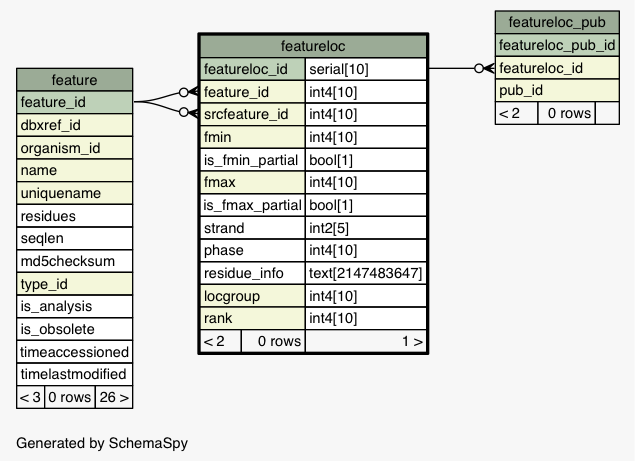 feature
feature_id
dbxref_id
organism_id
name
uniquename
residues
seqlen
md5checksum
type_id
is_analysis
is_obsolete
timeaccessioned
timelastmodified
< 3 0 rows 26 >
featureloc
featureloc_id serial[10]
feature_id int4[10]
srcfeature_id int4[10]
fmin int4[10]
is_fmin_partial bool[1]
fmax int4[10]
is_fmax_partial bool[1]
strand int2[5]
phase int4[10]
residue_info text[2147483647]
locgroup int4[10]
rank int4[10]
< 2 0 rows 1 >
featureloc_pub
featureloc_pub_id
featureloc_id
pub_id
< 2 0 rows
Generated by SchemaSpy